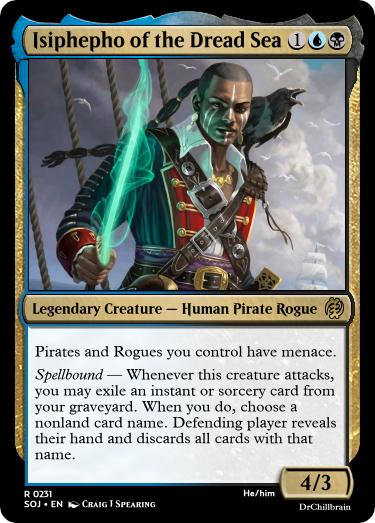 Isiphepho of the Dread Sea 1
Legendary Creature — Human Pirate Rogue
Pirates and Rogues you control have menace.
Spellbound — Whenever this creature attacks,
you may exile an instant or sorcery card from
your graveyard. When you do, choose a
nonland card name. Defending player reveals
their hand and discards all cards with that
name.
4/3
R 0231
He/him
SOJ • EN Craig J Spearing
DrChillbrain